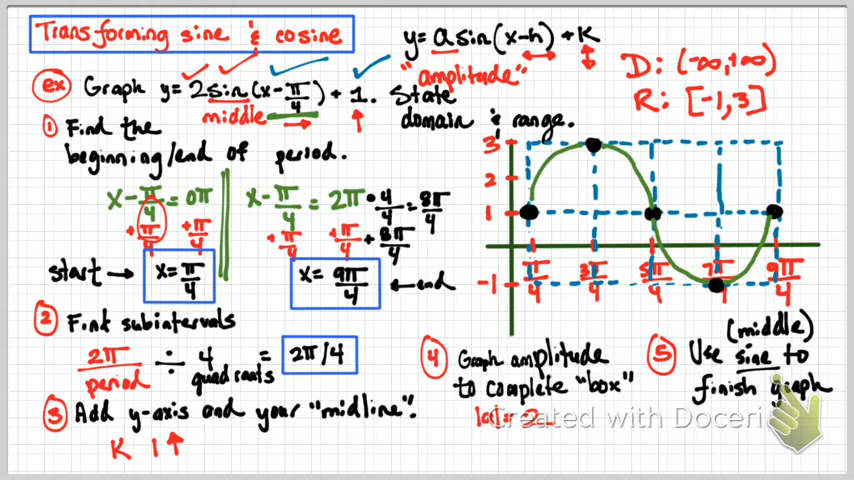 Transforming sine & cosine
y = a sin(x-h) + K
"amplitude"
D: (-∞, +∞)
R: [-1, 3]
ex Graph y = 2sin(x - π/4) + 1. State
domain & range.
middle
① Find the
beginning/end of period.
x - π/4 = 0π
+π/4 +π/4
start → x = π/4
x - π/4 = 2π · 4/4 = 8π/4
+π/4 +π/4 + 8π/4
x = 9π/4 ← end
② Find subintervals
2π/period ÷ 4 quadrants = 2π/4
③ Add y-axis and your "midline".
K 1 ↑
3
2
1
-1
π/4 3π/4 5π/4 7π/4 9π/4
④ Graph amplitude
to complete "box"
|a| = 2
⑤ Use sine to
(middle)
finish graph
Created with Doceri